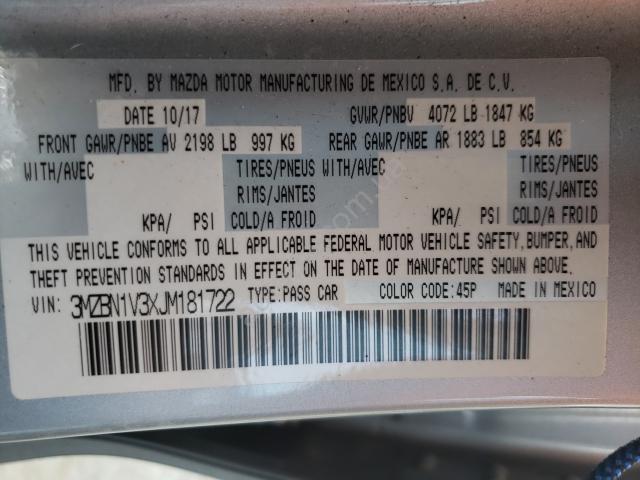 MFD. BY MAZDA MOTOR MANUFACTURING DE MEXICO S.A. DE C.V.
DATE 10/17 GVWR/PNBV 4072 LB 1847 KG
FRONT GAWR/PNBE AV 2198 LB 997 KG REAR GAWR/PNBE AR 1883 LB 854 KG
WITH/AVEC TIRES/PNEUS WITH/AVEC TIRES/PNEUS
RIMS/JANTES RIMS/JANTES
KPA/ PSI COLD/A FROID KPA/ PSI COLD/A FROID
THIS VEHICLE CONFORMS TO ALL APPLICABLE FEDERAL MOTOR VEHICLE SAFETY, BUMPER, AND
THEFT PREVENTION STANDARDS IN EFFECT ON THE DATE OF MANUFACTURE SHOWN ABOVE.
VIN: 3MZBN1V3XJM181722 TYPE:PASS CAR COLOR CODE:45P MADE IN MEXICO